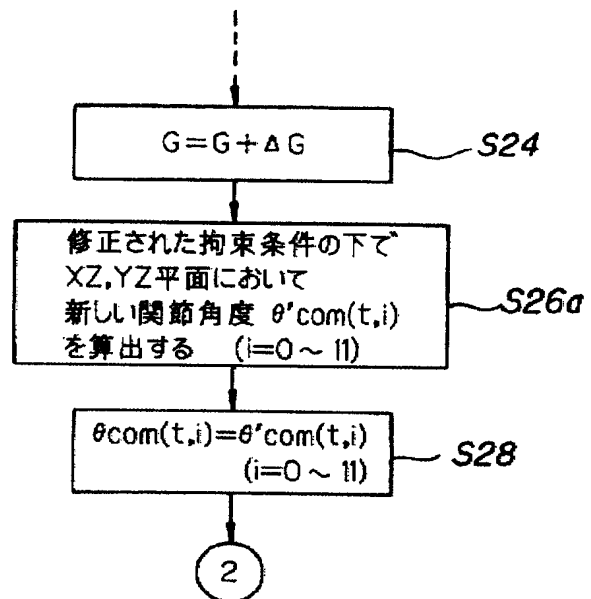 G=G+ΔG
S24
修正された拘束条件の下で
XZ,YZ平面において
新しい関節角度 θ'com(t,i)
を算出する (i=0～11)
S26a
θcom(t,i)=θ'com(t,i)
(i=0～11)
S28
2